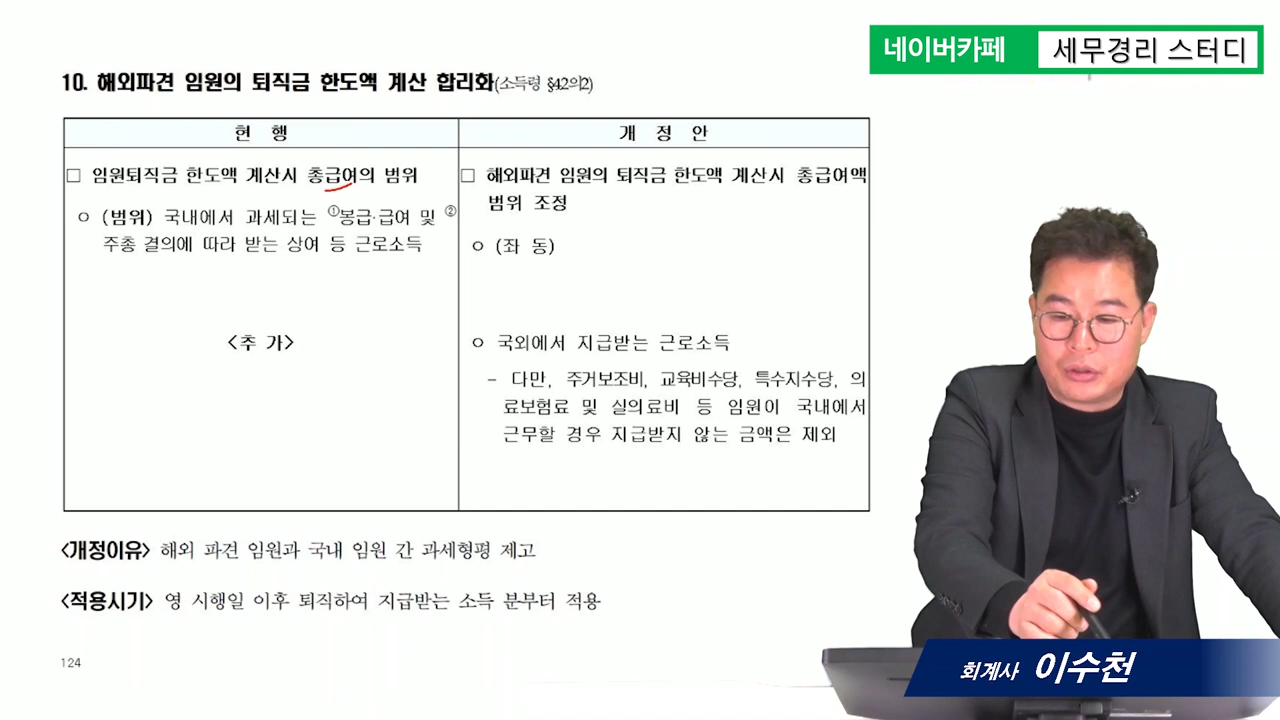 네이버카페 세무경리 스터디
10. 해외파견 임원의 퇴직금 한도액 계산 합리화(소득령 §42의2)
현 행
개 정 안
□ 임원퇴직금 한도액 계산시 총급여의 범위
ㅇ (범위) 국내에서 과세되는 ①봉급·급여 및 ②
주총 결의에 따라 받는 상여 등 근로소득
<추 가>
□ 해외파견 임원의 퇴직금 한도액 계산시 총급여액
범위 조정
ㅇ (좌 동)
ㅇ 국외에서 지급받는 근로소득
- 다만, 주거보조비, 교육비수당, 특수지수당, 의
료보험료 및 실의료비 등 임원이 국내에서
근무할 경우 지급받지 않는 금액은 제외
<개정이유> 해외 파견 임원과 국내 임원 간 과세형평 제고
<적용시기> 영 시행일 이후 퇴직하여 지급받는 소득 분부터 적용
124
회계사 이수천